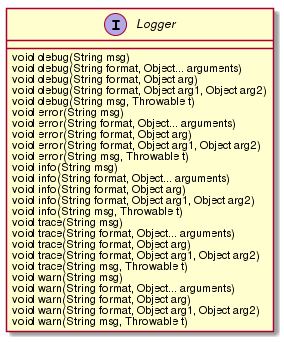 I Logger
void debug(String msg)
void debug(String format, Object... arguments)
void debug(String format, Object arg)
void debug(String format, Object arg1, Object arg2)
void debug(String msg, Throwable t)
void error(String msg)
void error(String format, Object... arguments)
void error(String format, Object arg)
void error(String format, Object arg1, Object arg2)
void error(String msg, Throwable t)
void info(String msg)
void info(String format, Object... arguments)
void info(String format, Object arg)
void info(String format, Object arg1, Object arg2)
void info(String msg, Throwable t)
void trace(String msg)
void trace(String format, Object... arguments)
void trace(String format, Object arg)
void trace(String format, Object arg1, Object arg2)
void trace(String msg, Throwable t)
void warn(String msg)
void warn(String format, Object... arguments)
void warn(String format, Object arg)
void warn(String format, Object arg1, Object arg2)
void warn(String msg, Throwable t)